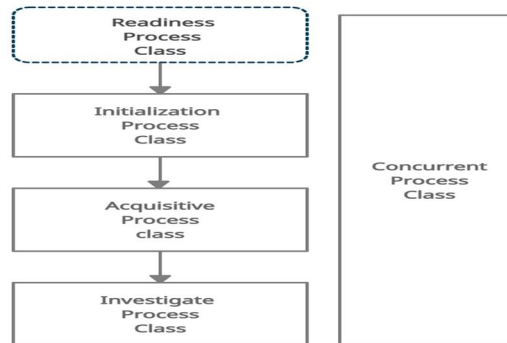 Readiness
Process
Class
Initialization
Process
Class
Acquisitive
Process
class
Investigate
Process
Class
Concurrent
Process
Class